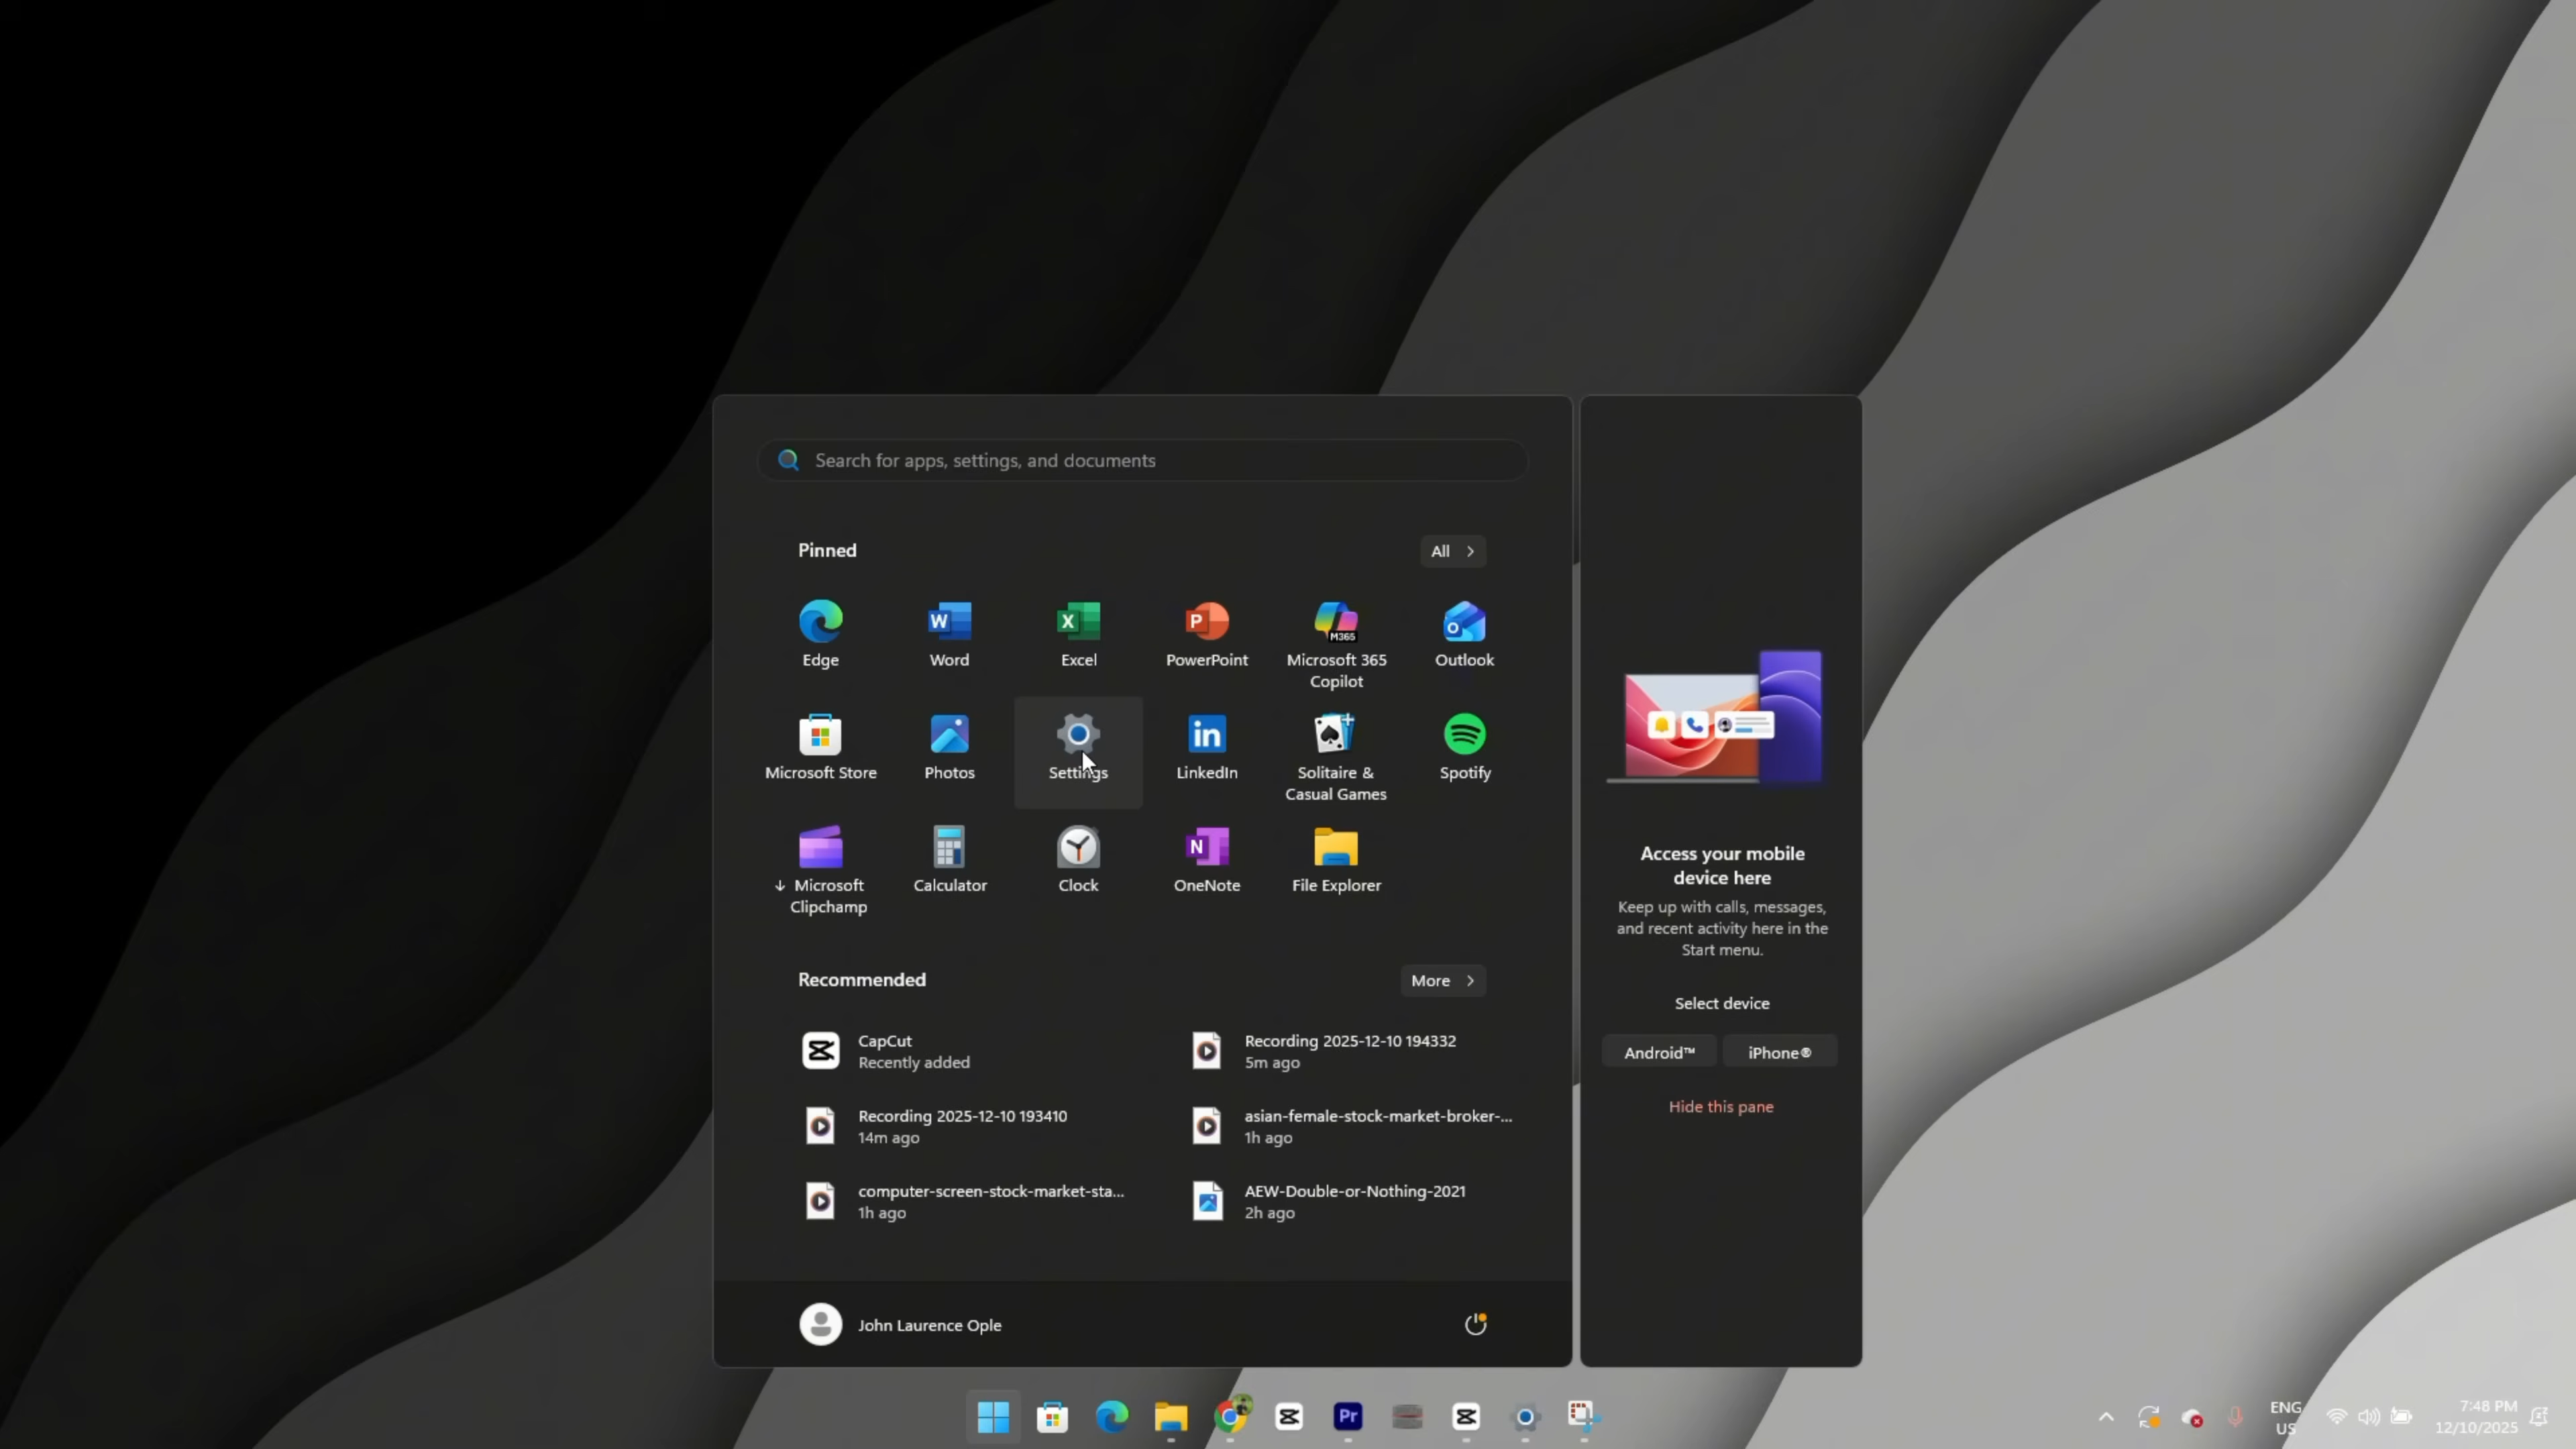 Search for apps, settings, and documents
Pinned
All
Edge
Word
Excel
PowerPoint
Microsoft 365
Copilot
Outlook
Microsoft Store
Photos
Settings
LinkedIn
Solitaire &
Casual Games
Spotify
Microsoft
Clipchamp
Calculator
Clock
OneNote
File Explorer
Recommended
More
CapCut
Recently added
Recording 2025-12-10 194332
5m ago
Recording 2025-12-10 193410
14m ago
asian-female-stock-market-broker-...
1h ago
computer-screen-stock-market-sta...
1h ago
AEW-Double-or-Nothing-2021
2h ago
John Laurence Ople
Access your mobile
device here
Keep up with calls, messages,
and recent activity here in the
Start menu.
Select device
Android™
iPhone®
Hide this pane
W
X
P
M365
O
in
N
Pr
ENG
US
7:48 PM
12/10/2025